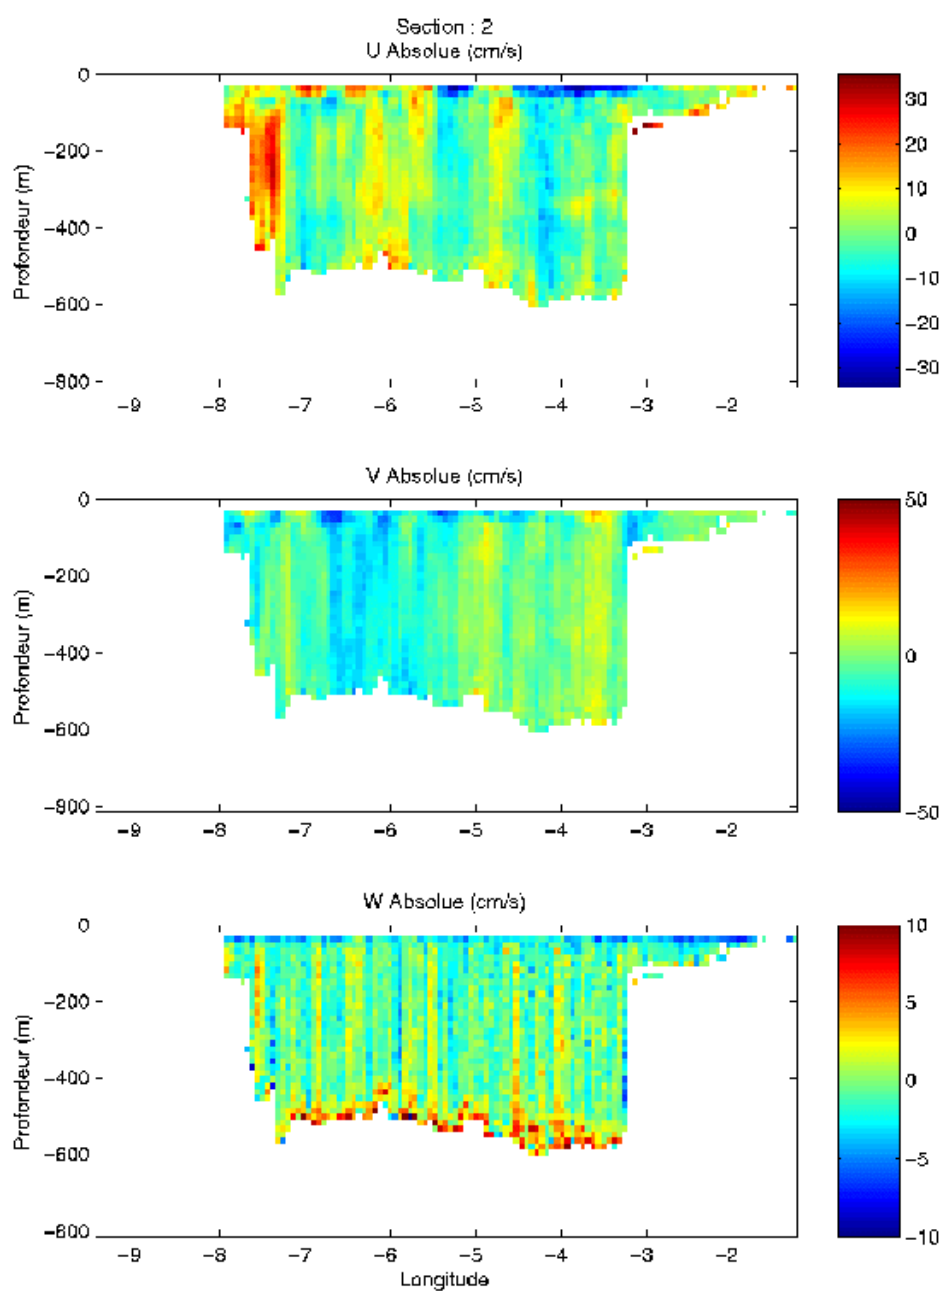 Section : 2
U Absolue (cm/s)
0
−200
−400
−600
−800
Profondeur (m)
−9 −8 −7 −6 −5 −4 −3 −2
30
20
10
0
−10
−20
−30
V Absolue (cm/s)
0
−200
−400
−600
−800
Profondeur (m)
−9 −8 −7 −6 −5 −4 −3 −2
50
0
−50
W Absolue (cm/s)
0
−200
−400
−600
−800
Profondeur (m)
−9 −8 −7 −6 −5 −4 −3 −2
Longitude
10
5
0
−5
−10